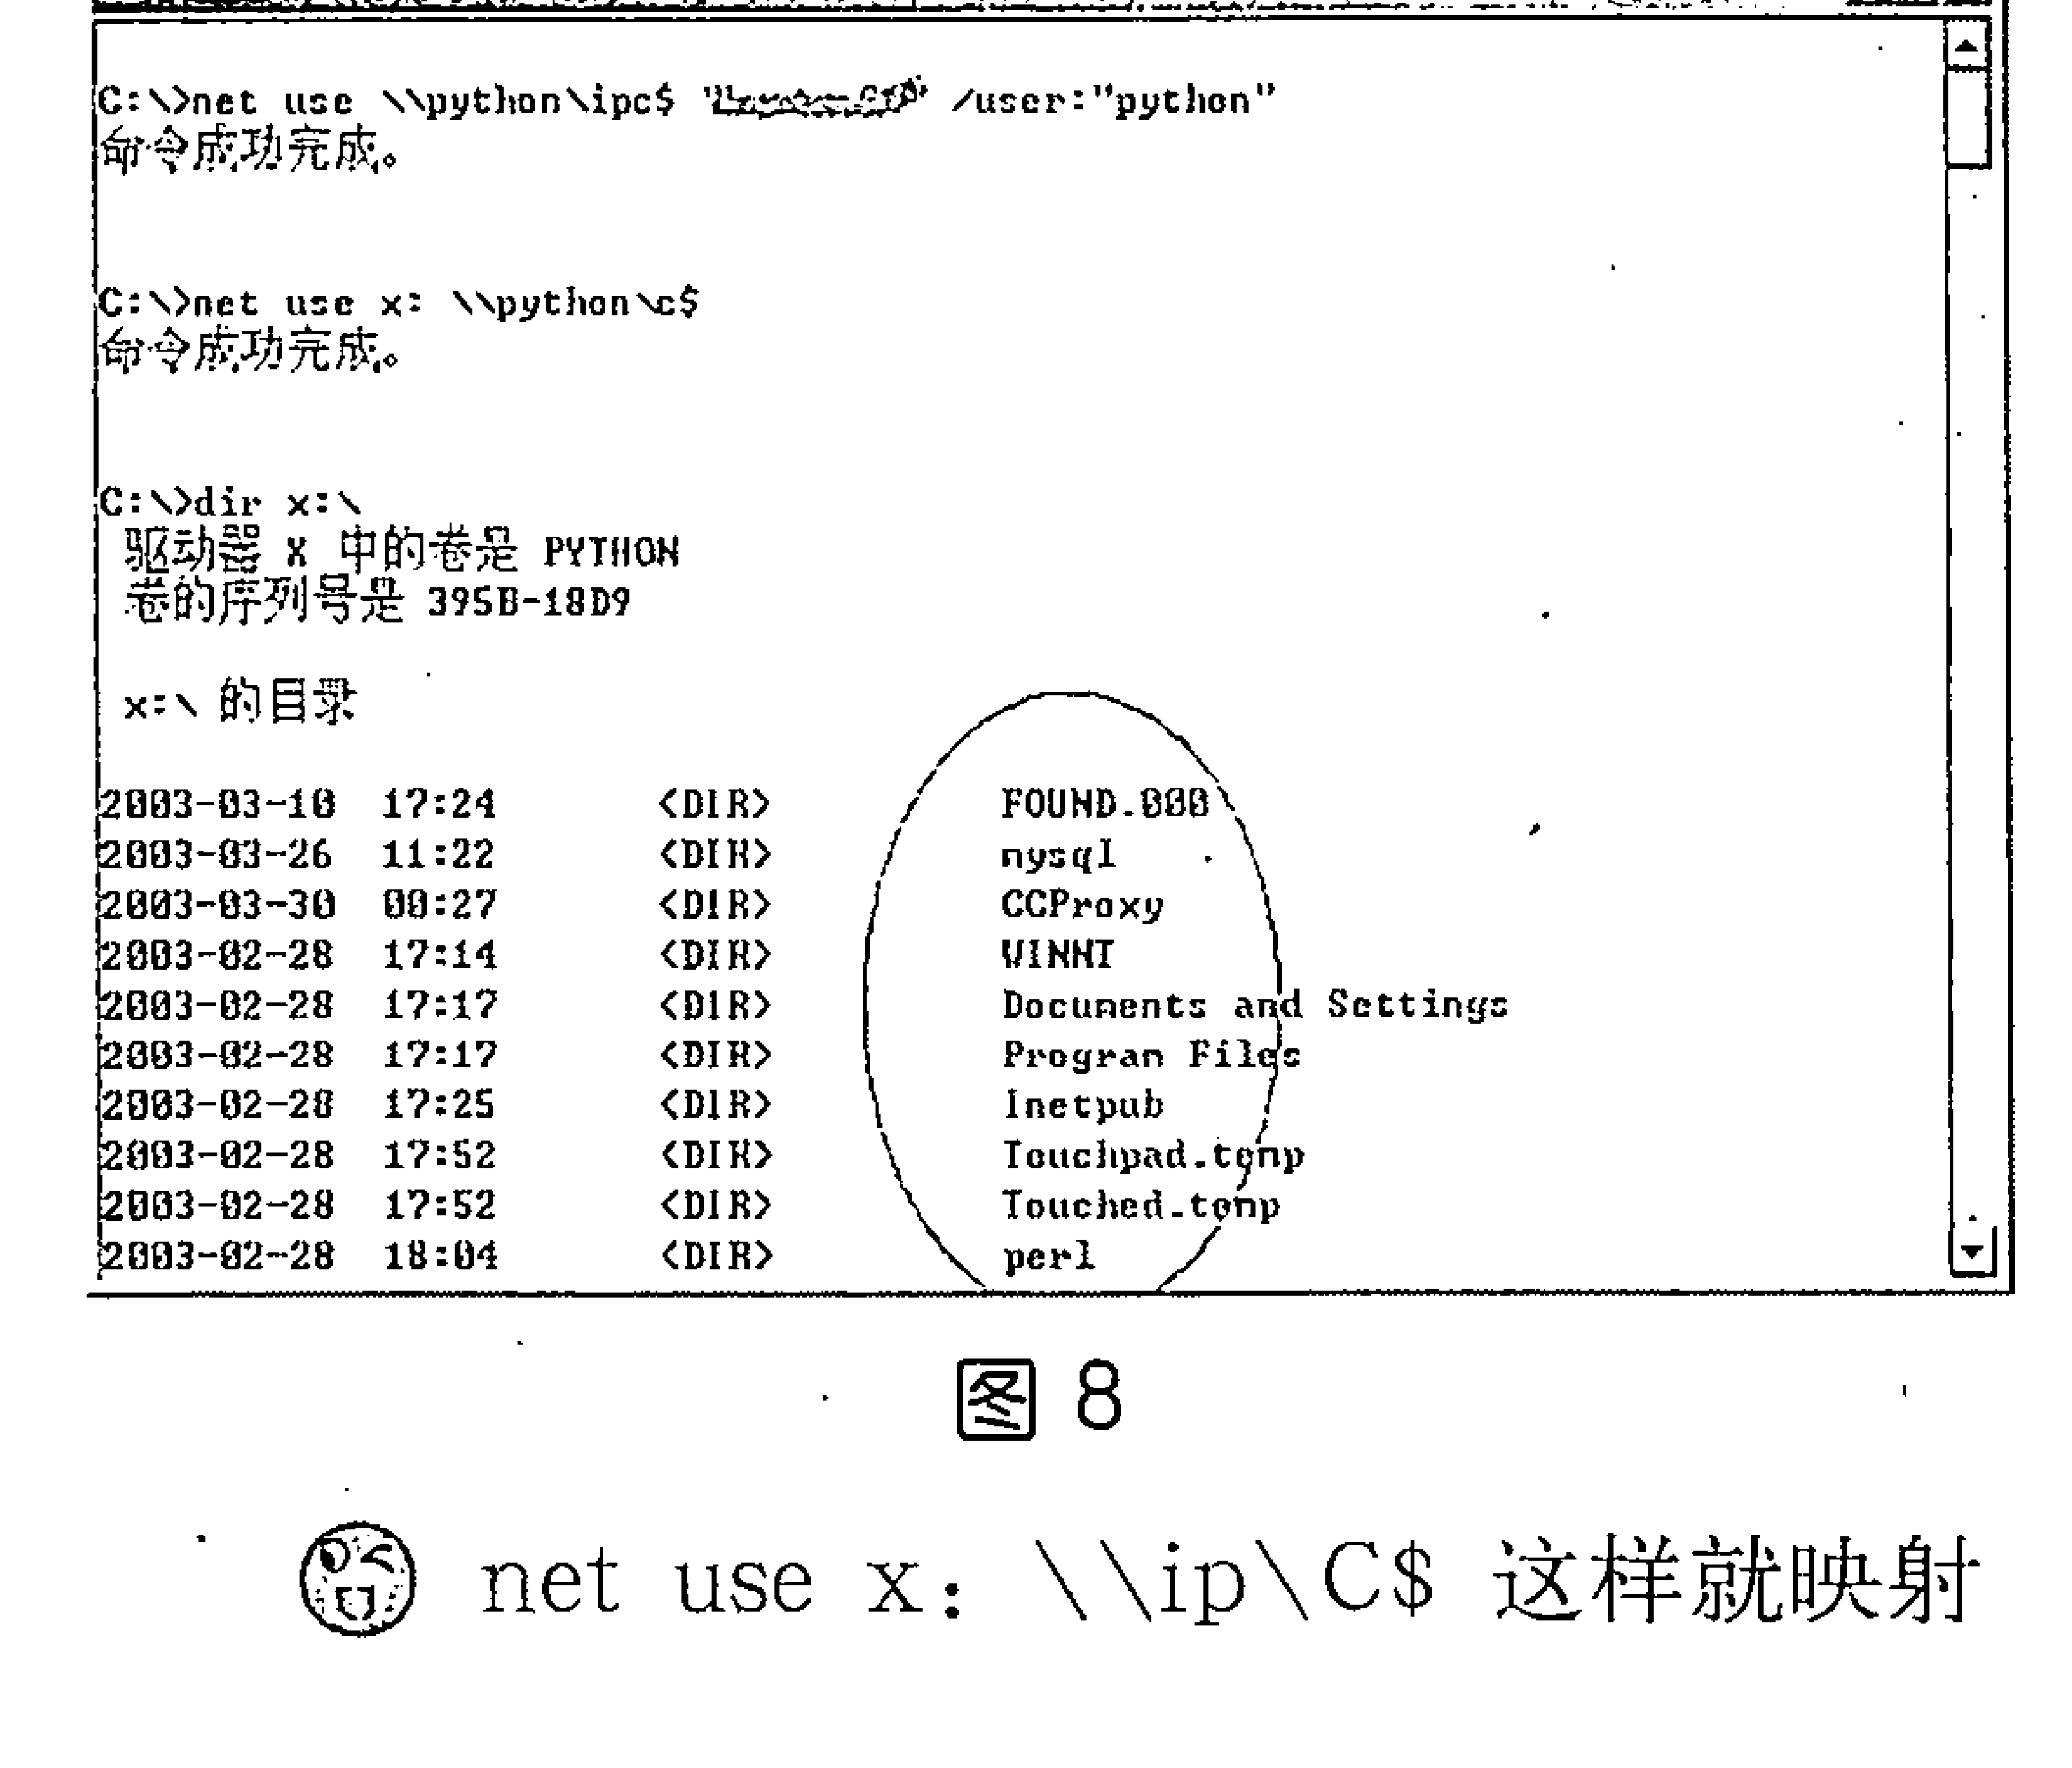 C:\>net use \\python\ipc$ /user:"python"
命令成功完成。
C:\>net use x: \\python\c$
命令成功完成。
C:\>dir x:\
驱动器 X 中的卷是 PYTHON
卷的序列号是 395B-18D9
x:\ 的目录
2003-03-10 17:24 <DIR> FOUND.000
2003-03-26 11:22 <DIR> mysql
2003-03-30 00:27 <DIR> CCProxy
2003-02-28 17:14 <DIR> WINNT
2003-02-28 17:17 <DIR> Documents and Settings
2003-02-28 17:17 <DIR> Program Files
2003-02-28 17:25 <DIR> Inetpub
2003-02-28 17:52 <DIR> Touchpad.temp
2003-02-28 17:52 <DIR> Touched.temp
2003-02-28 18:04 <DIR> perl
图 8
net use x: \\ip\C$ 这样就映射